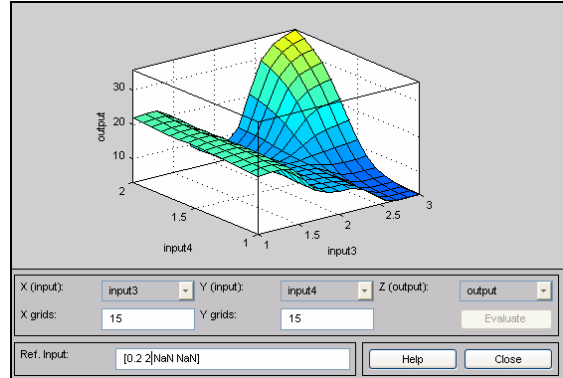 30
20
10
output
2
1.5
1
input4
1
1.5
2
2.5
3
input3
X (input): input3 Y (input): input4 Z (output): output
X grids: 15 Y grids: 15 Evaluate
Ref. Input: [0.2 2 NaN NaN] Help Close